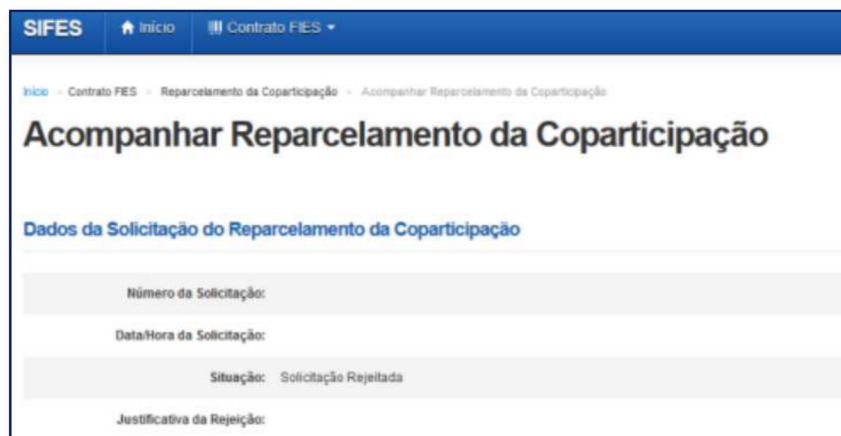 SIFES Início Contrato FIES
Início Contrato FIES Reparcelamento da Coparticipação Acompanhar Reparcelamento da Coparticipação
Acompanhar Reparcelamento da Coparticipação
Dados da Solicitação do Reparcelamento da Coparticipação
Número da Solicitação:
Data/Hora da Solicitação:
Situação: Solicitação Rejeitada
Justificativa da Rejeição: